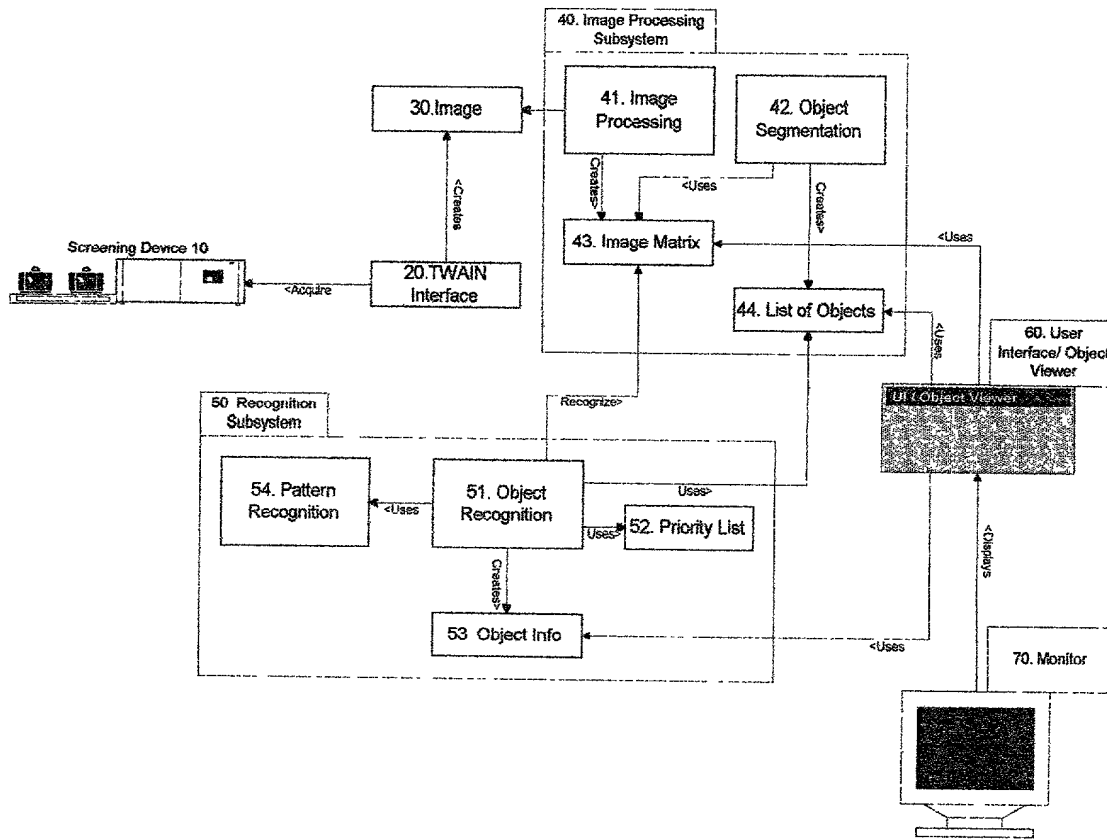 40. Image Processing
Subsystem
41. Image
Processing
42. Object
Segmentation
30.Image
Creates>
<Uses
Creates>
<Creates
43. Image Matrix
<Uses
Screening Device 10
20.TWAIN
Interface
<Acquire
44. List of Objects
<Uses
60. User
Interface/ Object
Viewer
UI / Object Viewer
50 Recognition
Subsystem
Recognize>
54. Pattern
Recognition
<Uses
51. Object
Recognition
Uses>
Uses>
52. Priority List
Creates>
53 Object Info
<Uses
<Displays
70. Monitor